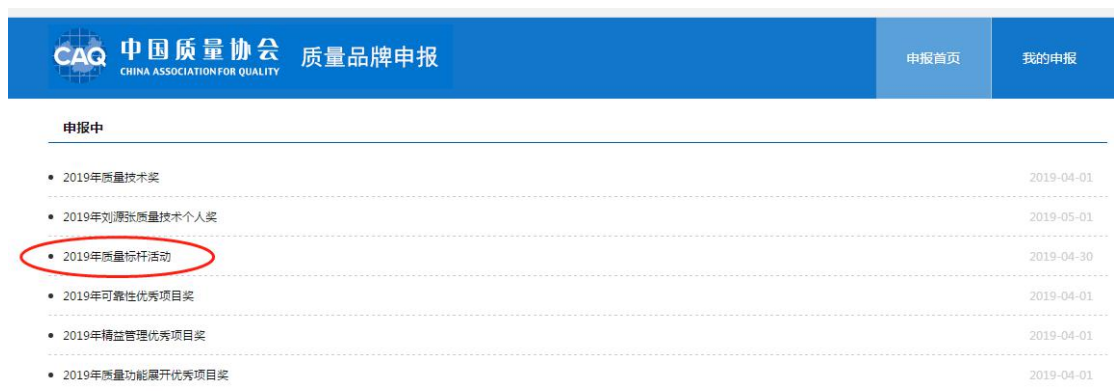 CAQ 中国质量协会 质量品牌申报 申报首页 我的申报
CHINA ASSOCIATION FOR QUALITY
申报中
2019年质量技术奖 2019-04-01
2019年刘源张质量技术个人奖 2019-05-01
2019年质量标杆活动 2019-04-30
2019年可靠性优秀项目奖 2019-04-01
2019年精益管理优秀项目奖 2019-04-01
2019年质量功能展开优秀项目奖 2019-04-01